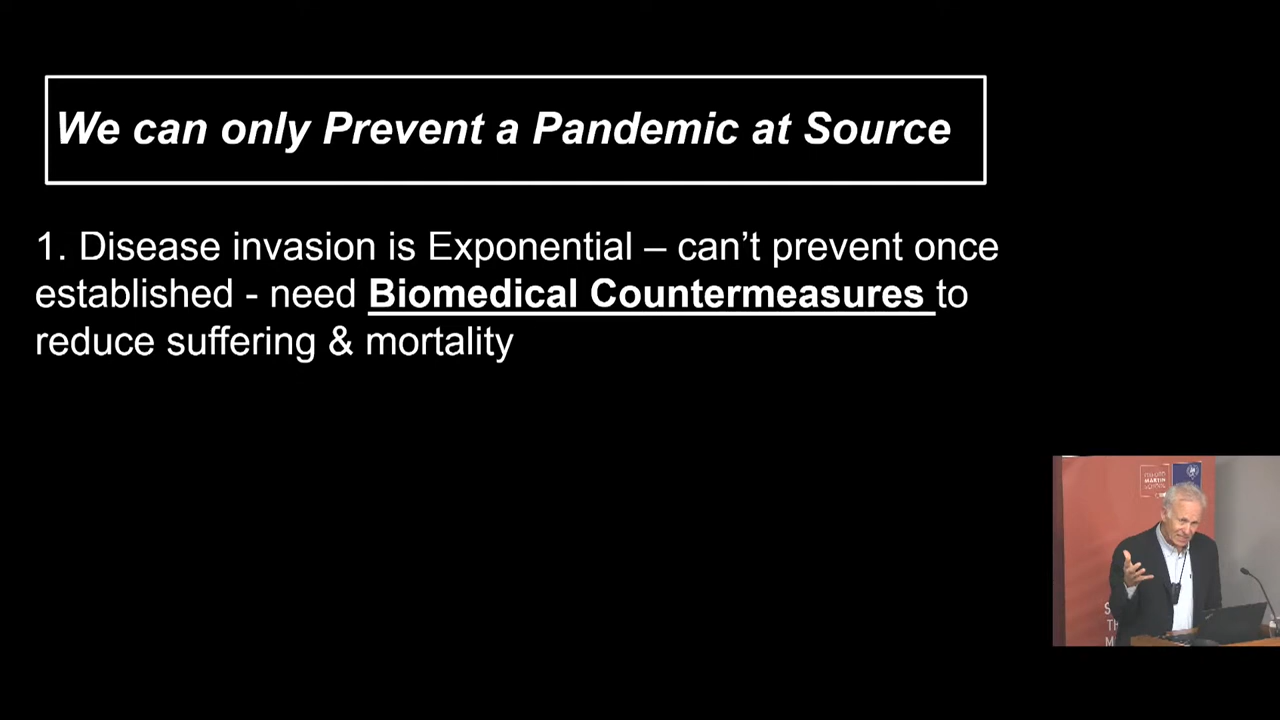 We can only Prevent a Pandemic at Source
1. Disease invasion is Exponential – can’t prevent once
established - need Biomedical Countermeasures to
reduce suffering & mortality
MARTIN